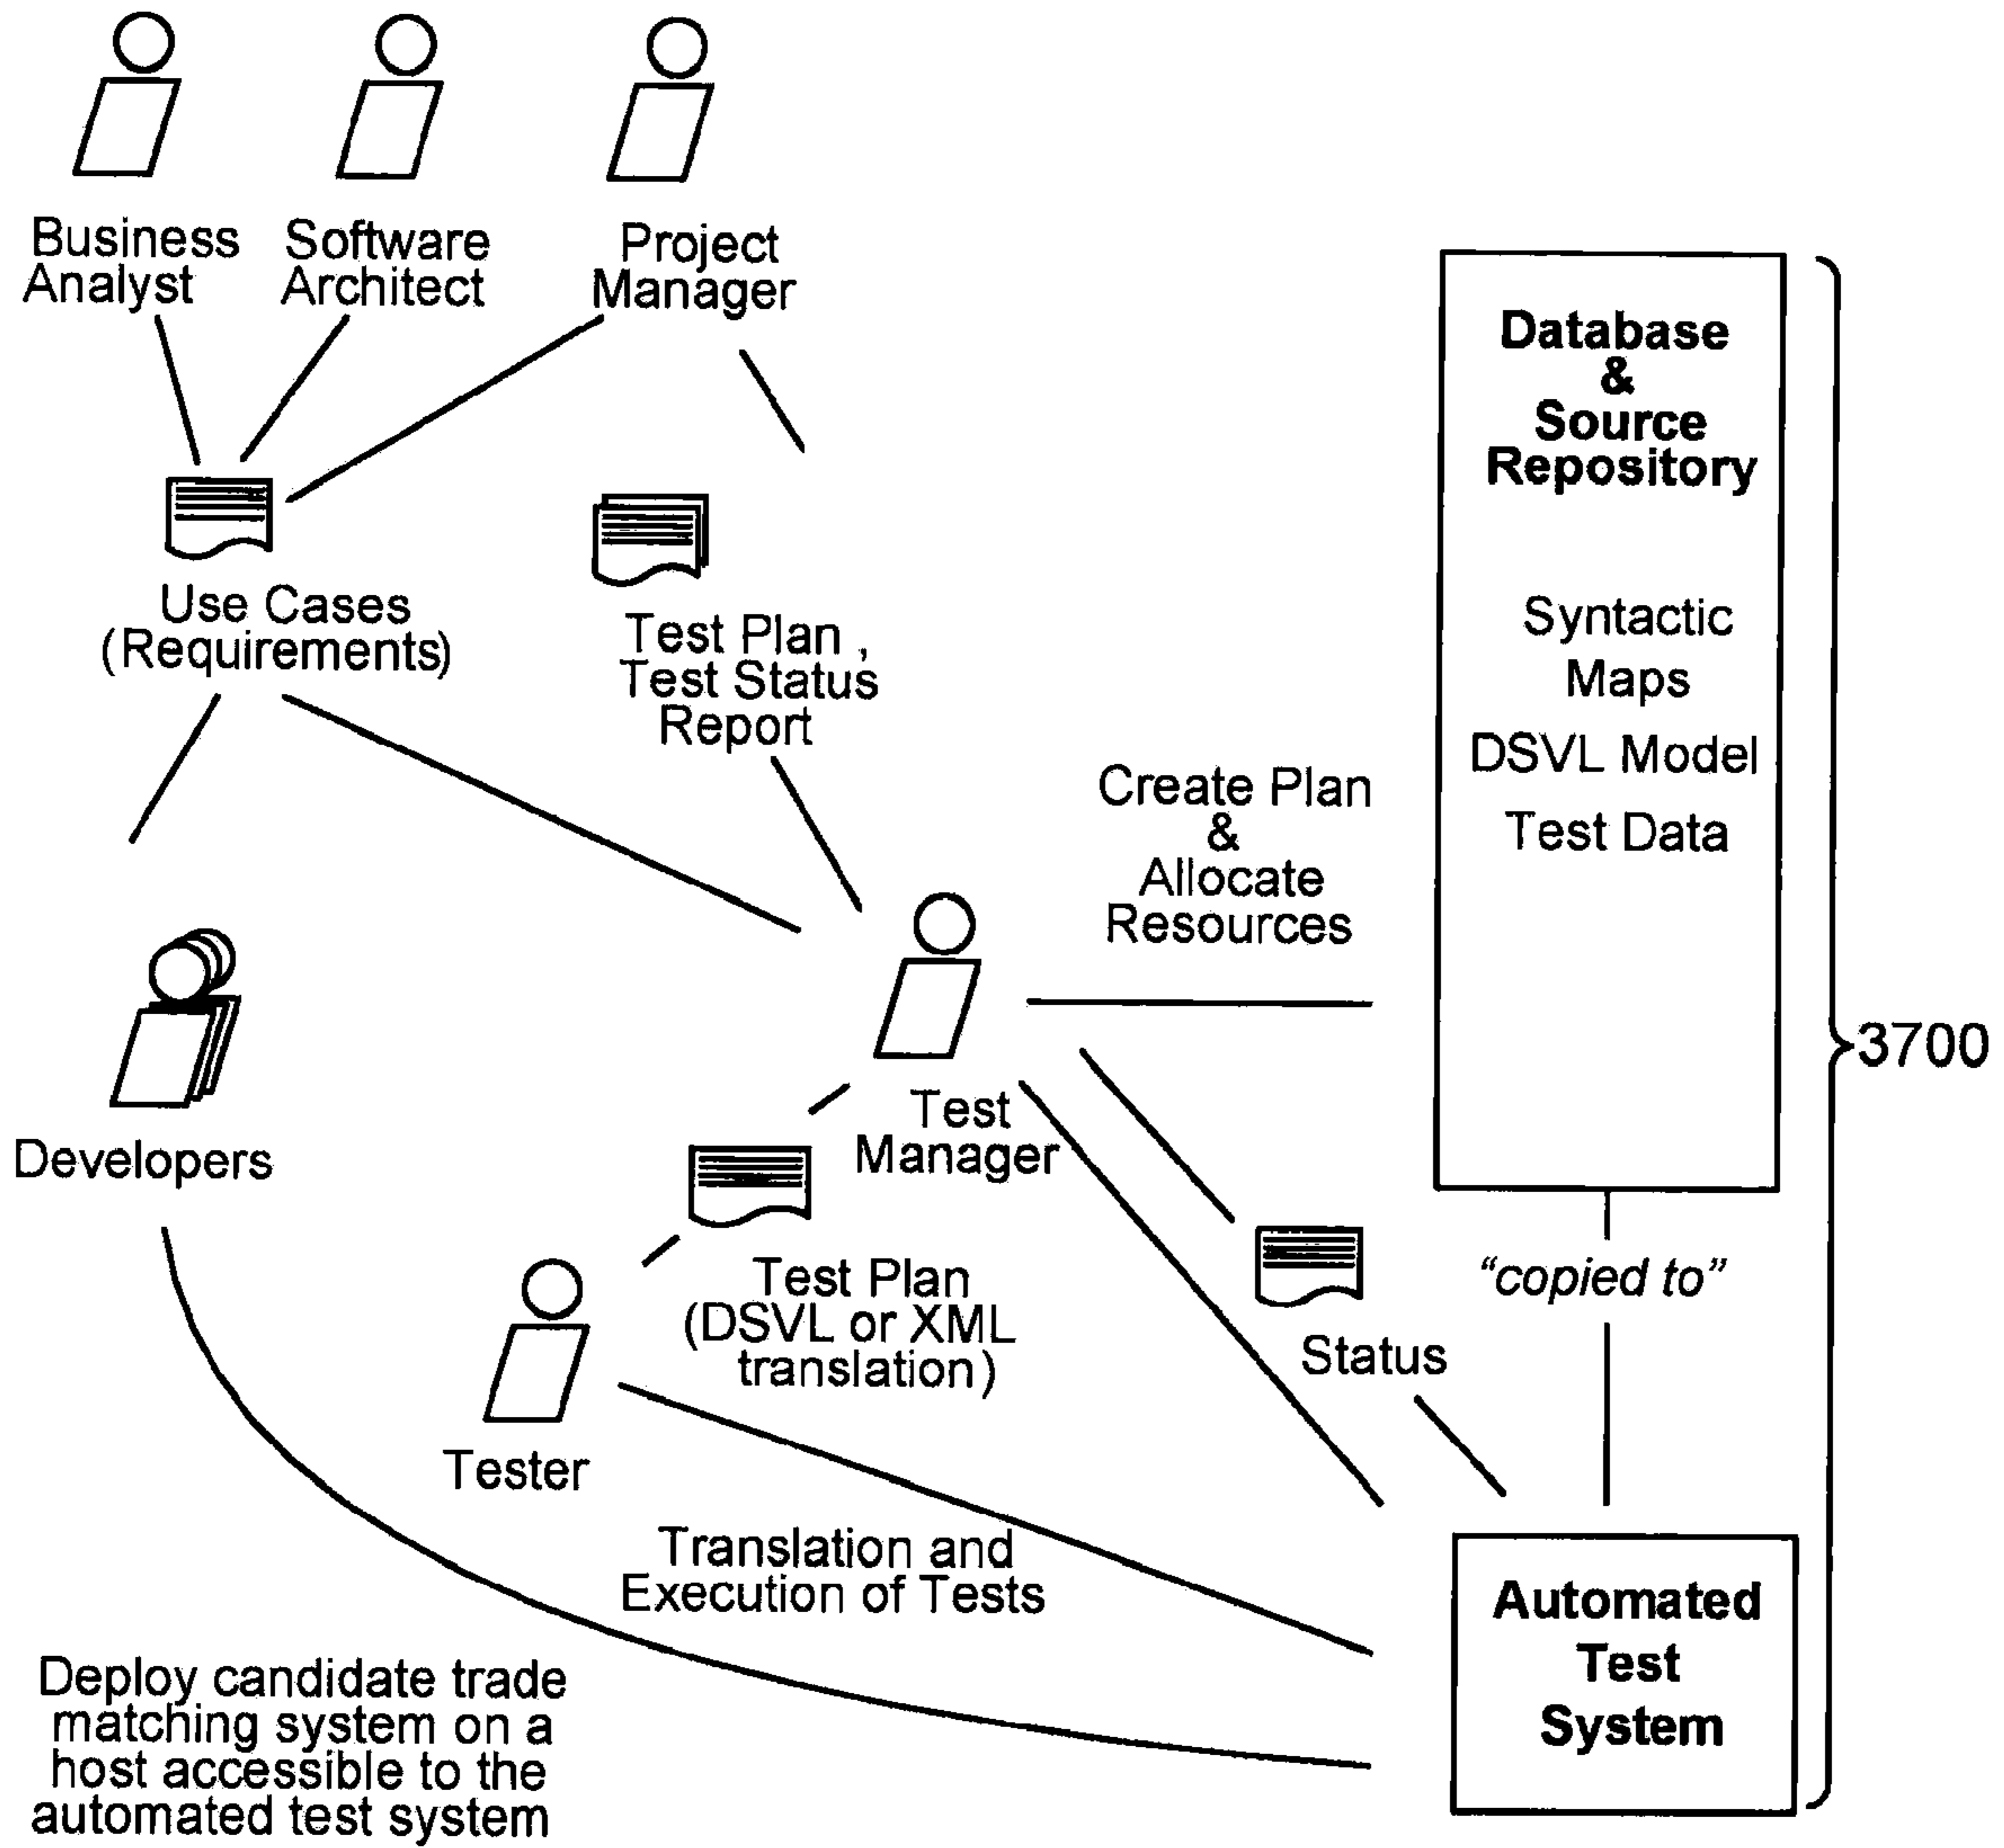 Business
Analyst
Software
Architect
Project
Manager
Database
&
Source
Repository
Syntactic
Maps
DSVL Model
Test Data
Use Cases
(Requirements)
Test Plan ,
Test Status
Report
Create Plan
&
Allocate
Resources
3700
Developers
Test
Manager
Test Plan
(DSVL or XML
translation)
"copied to"
Status
Tester
Translation and
Execution of Tests
Automated
Test
System
Deploy candidate trade
matching system on a
host accessible to the
automated test system